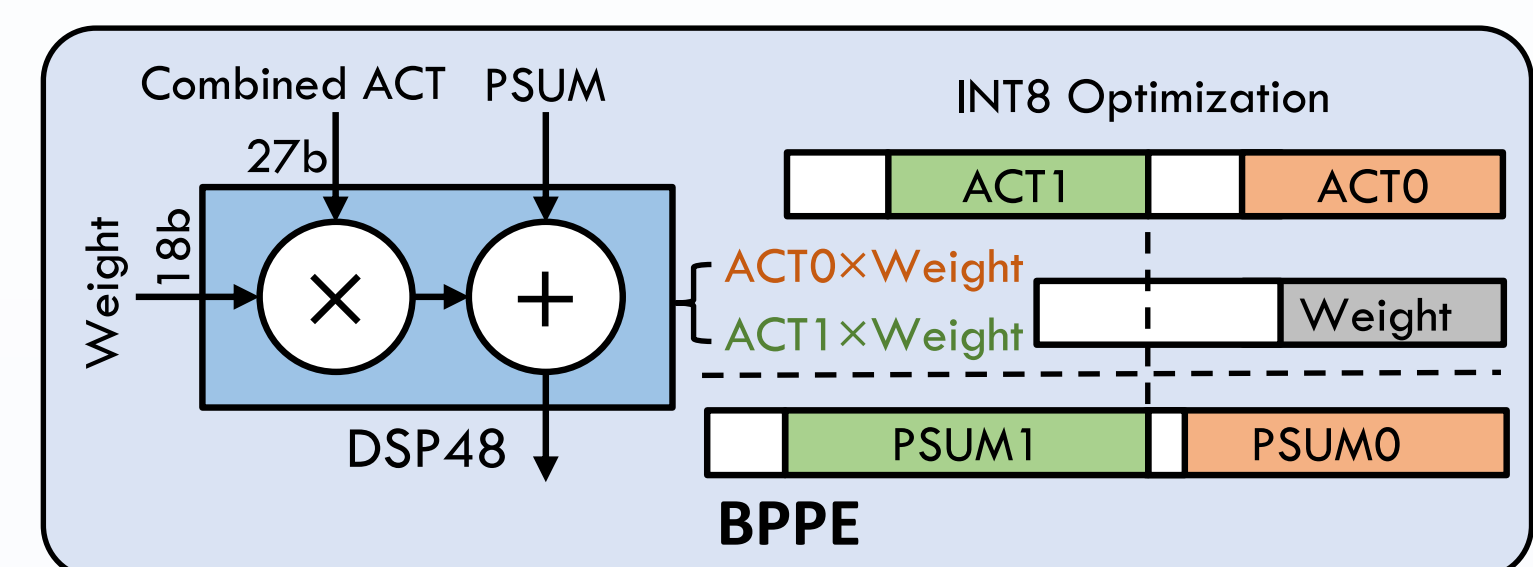 Combined ACT
PSUM
INT8 Optimization
27b
ACT1
ACT0
Weight
18b
×
+
ACT0×Weight
ACT1×Weight
Weight
DSP48
PSUM1
PSUM0
BPPE